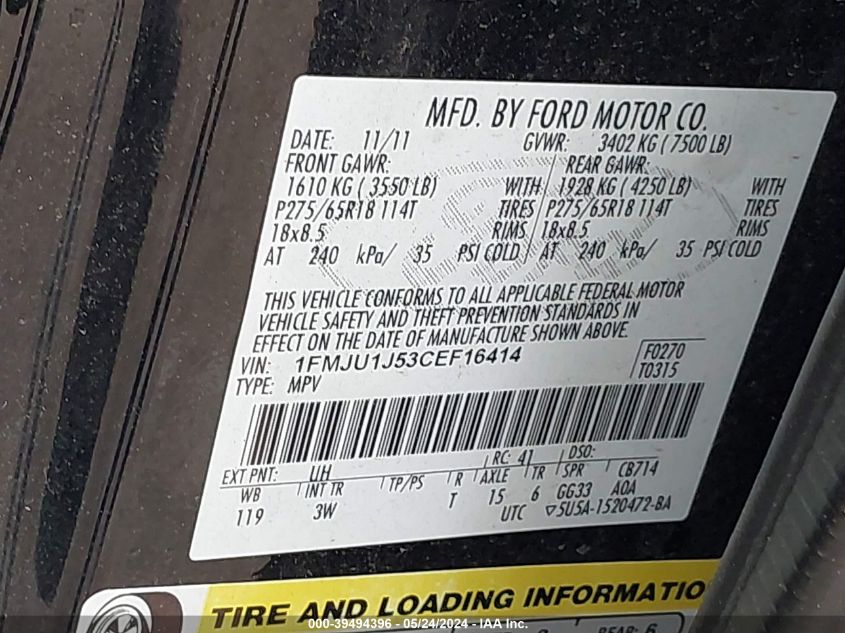 MFD. BY FORD MOTOR CO.
DATE: 11/11 GVWR: 3402 KG ( 7500 LB)
FRONT GAWR: REAR GAWR:
1610 KG ( 3550 LB) WITH 1928 KG ( 4250 LB) WITH
P275/65R18 114T TIRES P275/65R18 114T TIRES
18x8.5 RIMS 18x8.5 RIMS
AT 240 kPa/ 35 PSI COLD AT 240 kPa/ 35 PSI COLD
THIS VEHICLE CONFORMS TO ALL APPLICABLE FEDERAL MOTOR
VEHICLE SAFETY AND THEFT PREVENTION STANDARDS IN
EFFECT ON THE DATE OF MANUFACTURE SHOWN ABOVE.
VIN: 1FMJU1J53CEF16414 F0270
TYPE: MPV T0315
EXT PNT: UH RC: 41 DSO:
WB INT TR TP/PS R AXLE TR SPR CB714
119 3W T 15 6 GG33 AOA
UTC ▽5U5A-1520472-BA
TIRE AND LOADING INFORMATIO
REAR: 6
000-39494396 - 05/24/2024 - IAA Inc.